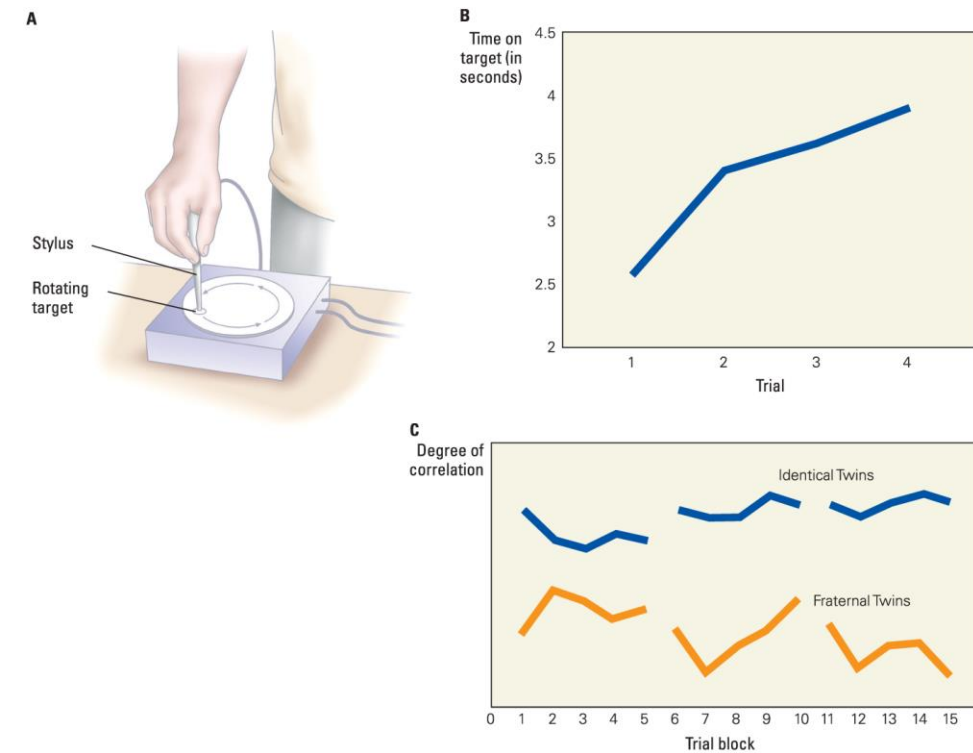 A
Stylus
Rotating
target
B
Time on
target (in
seconds)
4.5
4
3.5
3
2.5
2
1 2 3 4
Trial
C
Degree of
correlation
Identical Twins
Fraternal Twins
0 1 2 3 4 5 6 7 8 9 10 11 12 13 14 15
Trial block